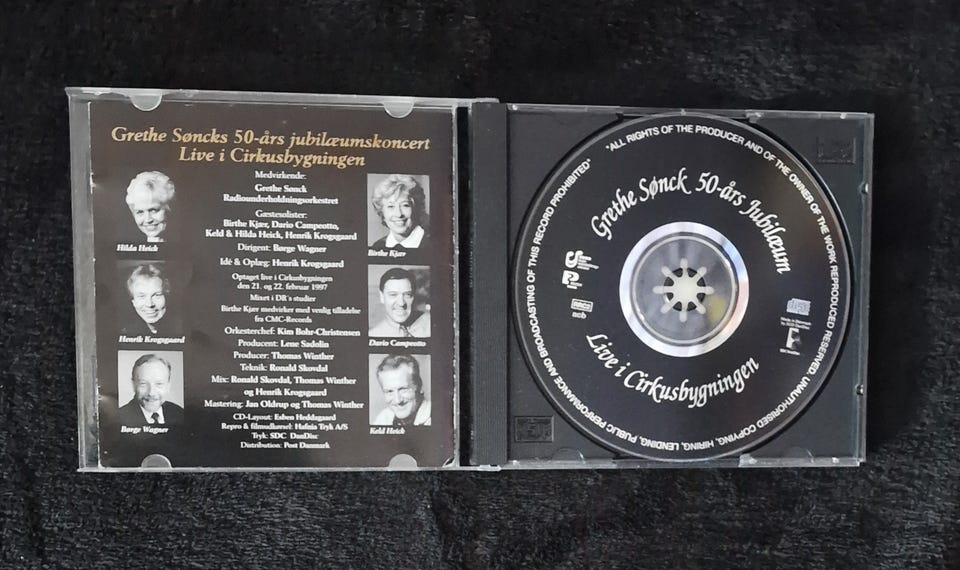 Grethe Søncks 50-års jubilæumskoncert
Live i Cirkusbygningen
Medvirkende:
Grethe Sønck
Radiounderholdningsorkestret
Gæstesolister:
Birthe Kjær, Dario Campeotto,
Keld & Hilda Heick, Henrik Krogsgaard
Dirigent: Børge Wagner
Idé & Oplæg: Henrik Krogsgaard
Optaget live i Cirkusbygningen
den 21. og 22. februar 1997
Mixet i DR's studier
Birthe Kjær medvirker med venlig tilladelse
fra CMC-Records
Orkesterchef: Kim Bohr-Christensen
Producent: Lene Sadolin
Producer: Thomas Winther
Teknik: Ronald Skovdal
Mix: Ronald Skovdal, Thomas Winther
og Henrik Krogsgaard
Mastering: Jan Oldrup og Thomas Winther
CD-Layout: Esben Heddagaard
Repro & filmudkørsel: Hafnia Tryk A/S
Tryk: SDC DanDisc
Distribution: Post Danmark
Hilda Heick
Henrik Krogsgaard
Børge Wagner
Birthe Kjær
Dario Campeotto
Keld Heick
"ALL RIGHTS OF THE PRODUCER AND OF THE OWNER OF THE WORK REPRODUCED RESERVED. UNAUTHORISED COPYING, HIRING, LENDING, PUBLIC PERFORMANCE AND BROADCASTING OF THIS RECORD PROHIBITED"
Grethe Sønck 50-års Jubilæum
ncb
Live i Cirkusbygningen